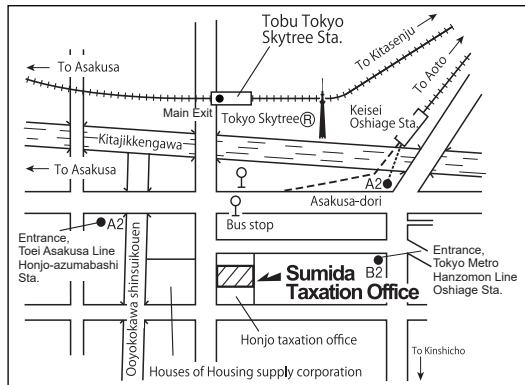 Tobu Tokyo
Skytree Sta.
To Asakusa
To Kitasenju
To Aoto
Main Exit
Tokyo Skytree®
Keisei
Oshiage Sta.
Kitajikkengawa
To Asakusa
A2
Asakusa-dori
A2
Bus stop
Entrance,
Toei Asakusa Line
Honjo-azumabashi
Sta.
Ooyokokawa shinsuikouen
Sumida
Taxation Office
B2
Entrance,
Tokyo Metro
Hanzomon Line
Oshiage Sta.
Honjo taxation office
Houses of Housing supply corporation
To Kinshicho